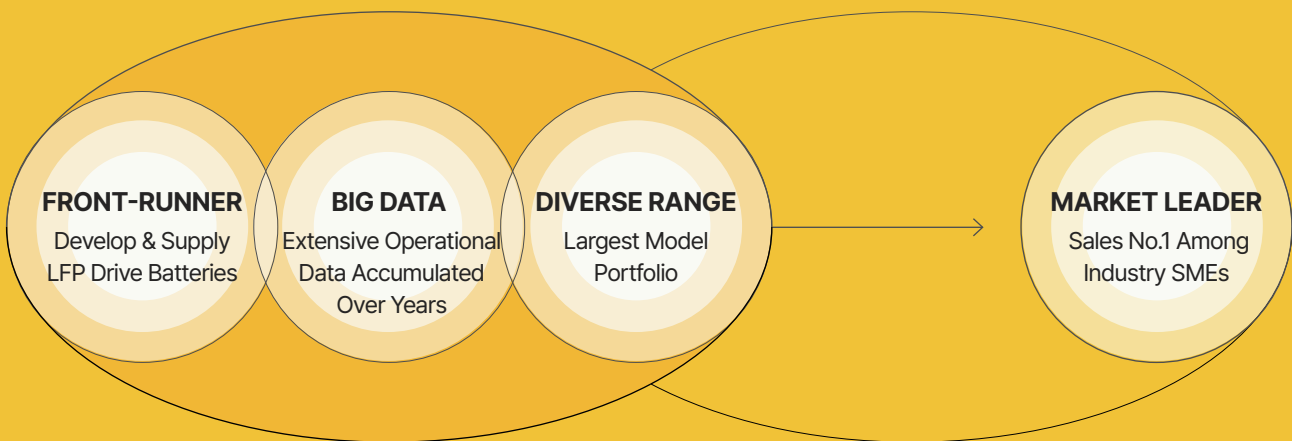 FRONT-RUNNER
Develop & Supply
LFP Drive Batteries
BIG DATA
Extensive Operational
Data Accumulated
Over Years
DIVERSE RANGE
Largest Model
Portfolio
MARKET LEADER
Sales No.1 Among
Industry SMEs